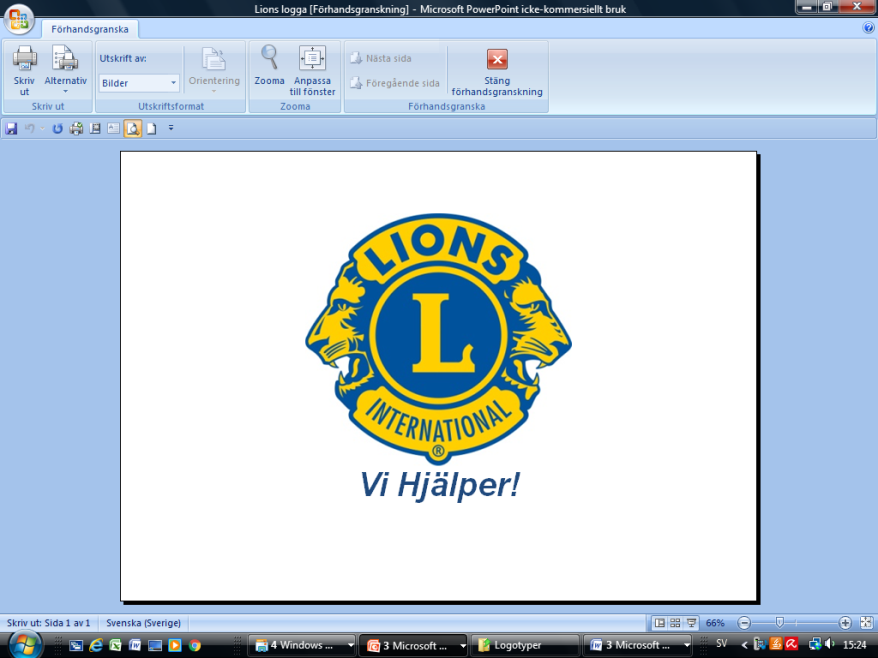 Lions logga [Förhandsgranskning] - Microsoft PowerPoint icke-kommersiellt bruk
Förhandsgranska
Skriv ut
Alternativ
Utskrift av:
Bilder
Orientering
Zooma
Anpassa till fönster
Nästa sida
Föregående sida
Stäng förhandsgranskning
Skriv ut
Utskriftsformat
Zooma
Förhandsgranska
LIONS
L
INTERNATIONAL
®
Vi Hjälper!
Skriv ut: Sida 1 av 1
Svenska (Sverige)
66%
4 Windows ...
3 Microsoft ...
Logotyper
3 Microsoft ...
SV
15:24